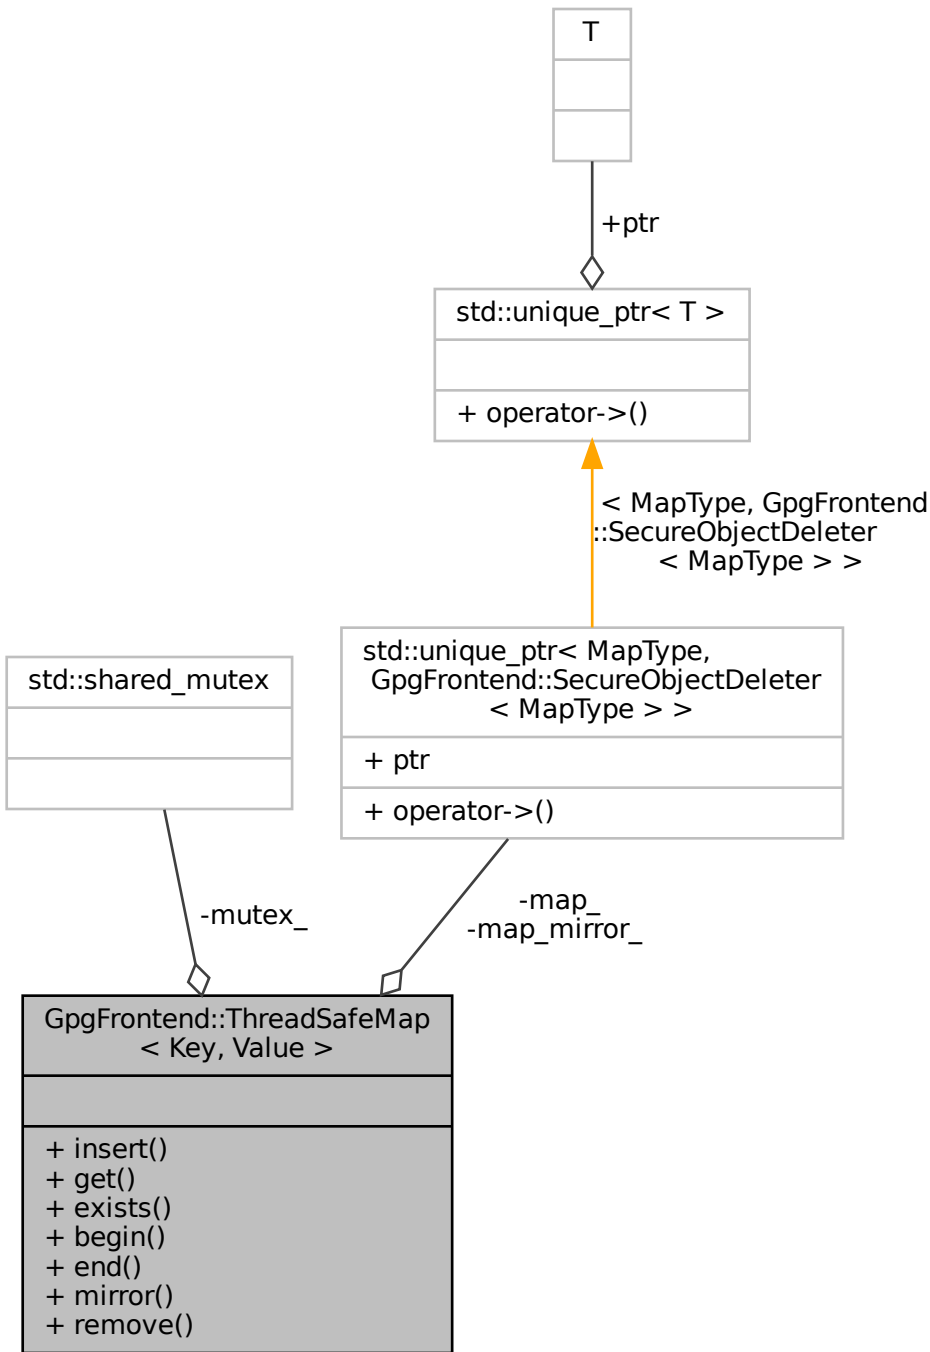 T
+ptr
std::unique_ptr< T >
+ operator->()
< MapType, GpgFrontend
::SecureObjectDeleter
< MapType > >
std::unique_ptr< MapType,
GpgFrontend::SecureObjectDeleter
< MapType > >
+ ptr
+ operator->()
std::shared_mutex
-mutex_
-map_
-map_mirror_
GpgFrontend::ThreadSafeMap
< Key, Value >
+ insert()
+ get()
+ exists()
+ begin()
+ end()
+ mirror()
+ remove()